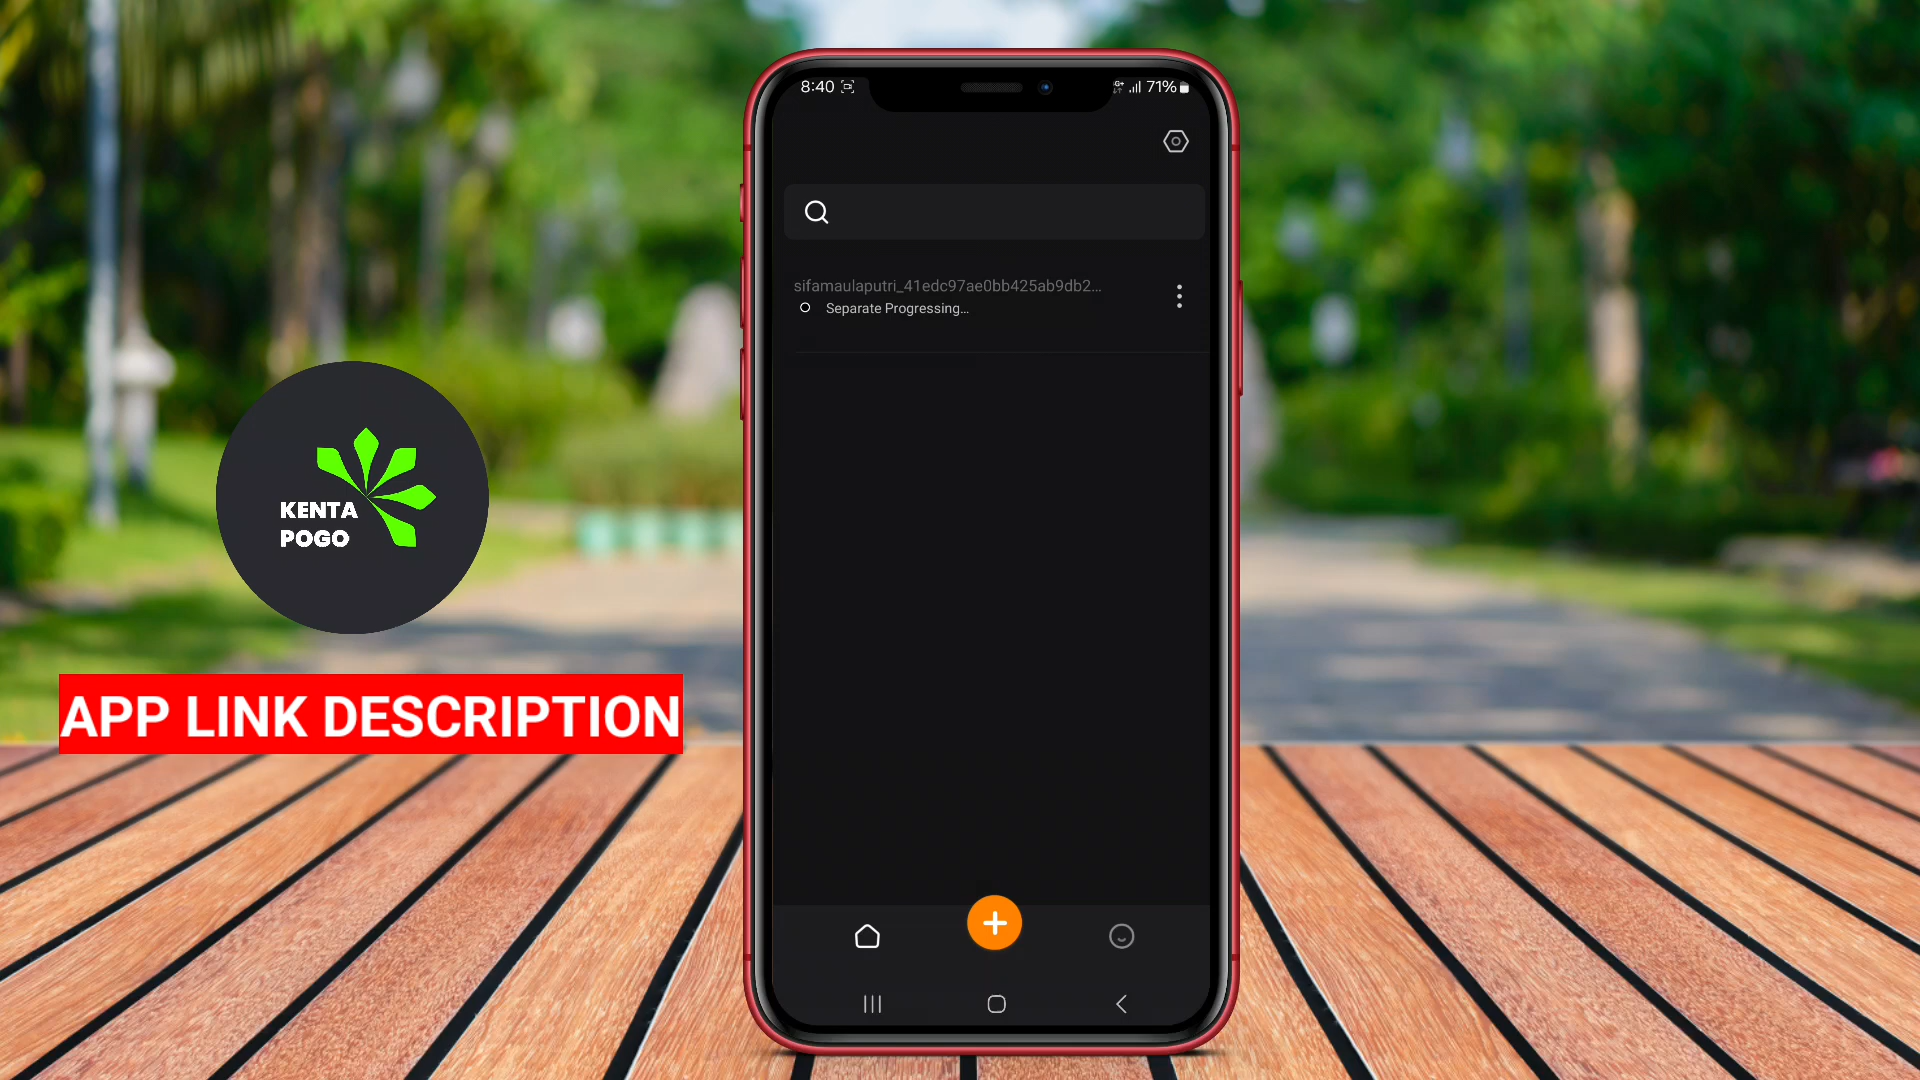 8:40
71%
sifamaulaputri_41edc97ae0bb425ab9db2...
Separate Progressing...
KENTA
POGO
APP LINK DESCRIPTION